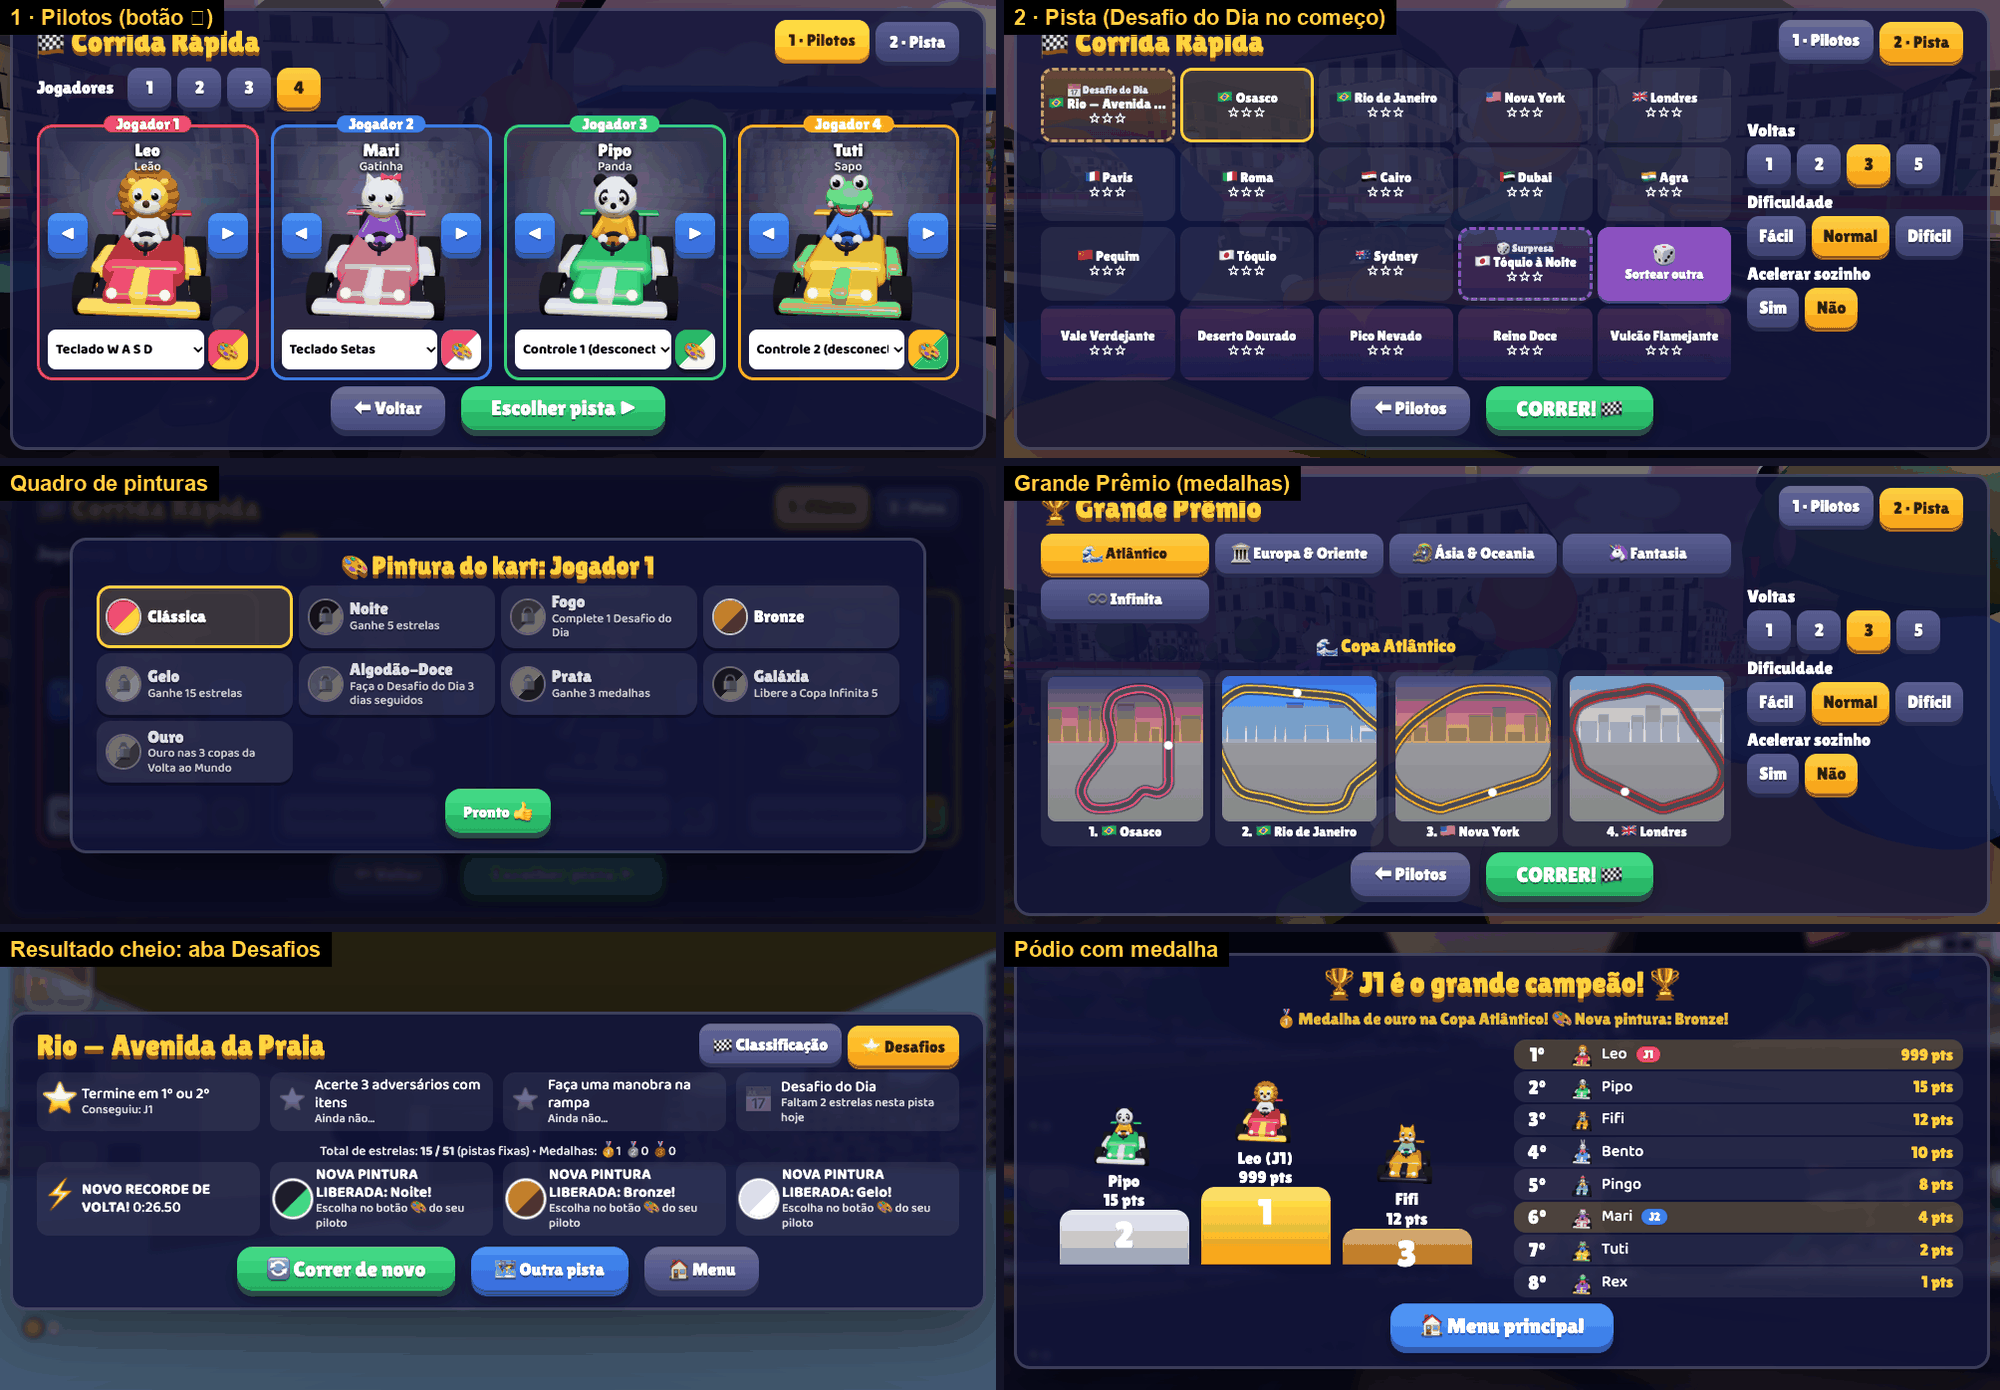 1 · Pilotos (botão □)
Corrida Rápida
1 · Pilotos
2 · Pista
Jogadores 1 2 3 4
Jogador 1
Leo
Leão
Teclado W A S D
Jogador 2
Mari
Gatinha
Teclado Setas
Jogador 3
Pipo
Panda
Controle 1 (desconect
Jogador 4
Tuti
Sapo
Controle 2 (desconect
Voltar
Escolher pista
2 · Pista (Desafio do Dia no começo)
Corrida Rápida
1 · Pilotos
2 · Pista
Desafio do Dia
Rio – Avenida ...
Osasco
Rio de Janeiro
Nova York
Londres
Paris
Roma
Cairo
Dubai
Agra
Pequim
Tóquio
Sydney
Surpresa
Tóquio à Noite
Sortear outra
Vale Verdejante
Deserto Dourado
Pico Nevado
Reino Doce
Vulcão Flamejante
Voltas
1 2 3 5
Dificuldade
Fácil Normal Difícil
Acelerar sozinho
Sim Não
Pilotos
CORRER!
Quadro de pinturas
Pintura do kart: Jogador 1
Clássica
Noite
Ganhe 5 estrelas
Fogo
Complete 1 Desafio do
Dia
Bronze
Gelo
Ganhe 15 estrelas
Algodão-Doce
Faça o Desafio do Dia 3
dias seguidos
Prata
Ganhe 3 medalhas
Galáxia
Libere a Copa Infinita 5
Ouro
Ouro nas 3 copas da
Volta ao Mundo
Pronto
Grande Prêmio (medalhas)
Grande Prêmio
1 · Pilotos
2 · Pista
Atlântico
Europa & Oriente
Ásia & Oceania
Fantasia
Infinita
Copa Atlântico
1. Osasco
2. Rio de Janeiro
3. Nova York
4. Londres
Voltas
1 2 3 5
Dificuldade
Fácil Normal Difícil
Acelerar sozinho
Sim Não
Pilotos
CORRER!
Resultado cheio: aba Desafios
Rio – Avenida da Praia
Classificação
Desafios
Termine em 1º ou 2º
Conseguiu: J1
Acerte 3 adversários com
itens
Ainda não...
Faça uma manobra na
rampa
Ainda não...
17
Desafio do Dia
Faltam 2 estrelas nesta pista
hoje
Total de estrelas: 15 / 51 (pistas fixas) • Medalhas: 1 0 0
NOVO RECORDE DE
VOLTA! 0:26.50
NOVA PINTURA
LIBERADA: Noite!
Escolha no botão do seu
piloto
NOVA PINTURA
LIBERADA: Bronze!
Escolha no botão do seu
piloto
NOVA PINTURA
LIBERADA: Gelo!
Escolha no botão do seu
piloto
Correr de novo
Outra pista
Menu
Pódio com medalha
J1 é o grande campeão!
Medalha de ouro na Copa Atlântico! Nova pintura: Bronze!
Pipo
15 pts
2
Leo (J1)
999 pts
1
Fifi
12 pts
3
1º Leo J1 999 pts
2º Pipo 15 pts
3º Fifi 12 pts
4º Bento 10 pts
5º Pingo 8 pts
6º Mari J2 4 pts
7º Tuti 2 pts
8º Rex 1 pts
Menu principal